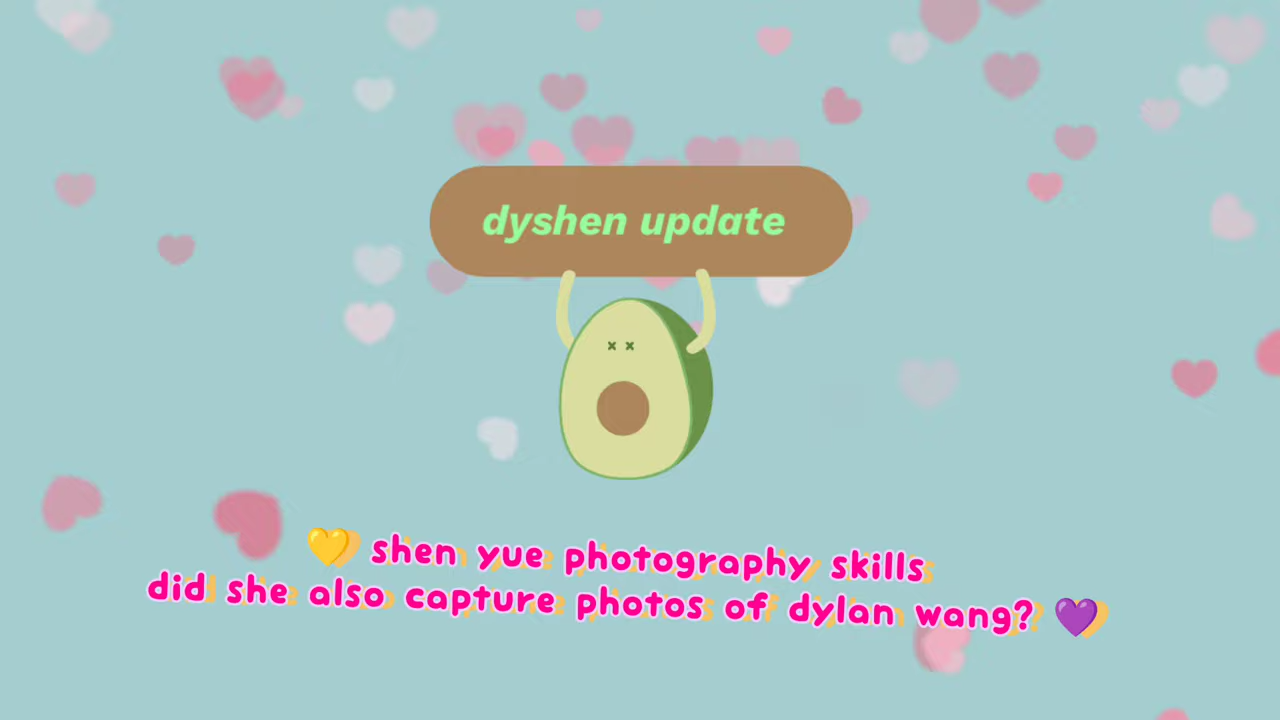 dyshen update
💛 shen yue photography skills
did she also capture photos of dylan wang? 💜